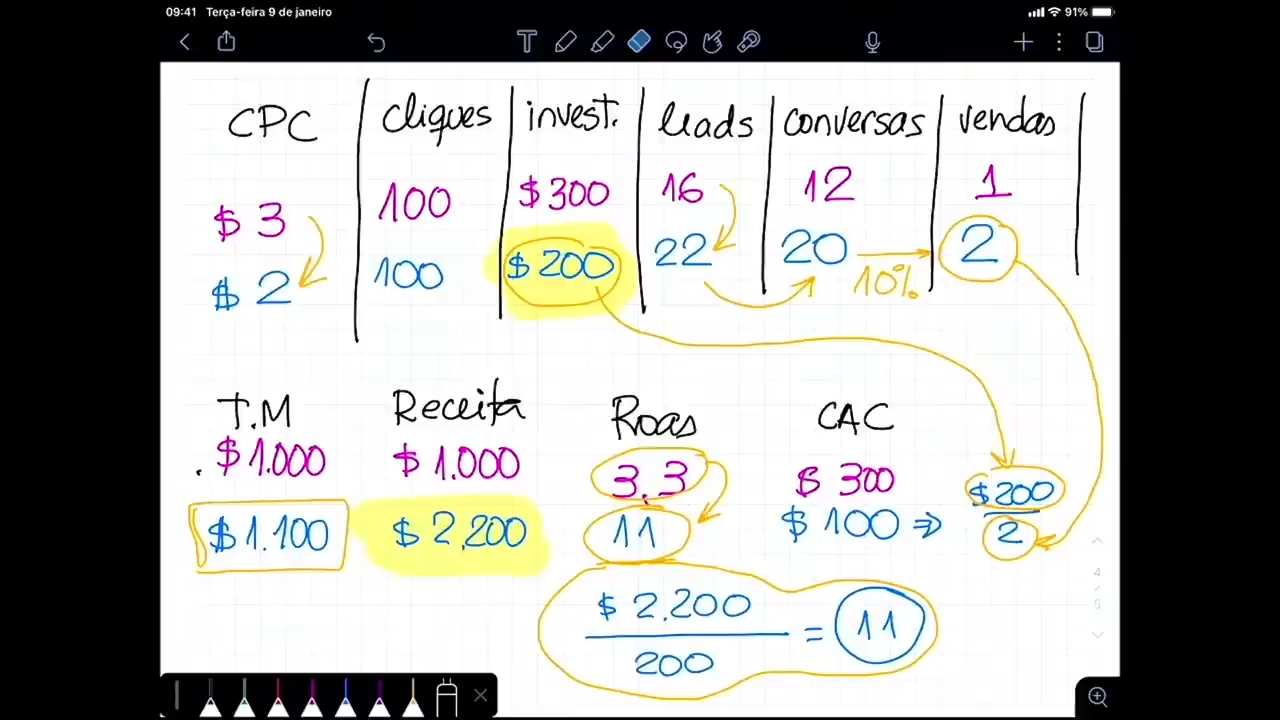 09:41 Terça-feira 9 de janeiro 91%
CPC cliques invest. leads conversas vendas
$ 3 100 $ 300 16 12 1
$ 2 100 $ 200 22 20 10% 2
T.M Receita Roas CAC
$ 1.000 $ 1.000 3,3 $ 300 $ 200
$ 1.100 $ 2.200 11 $ 100 ⇒ 2
$ 2.200
= 11
200
4
5